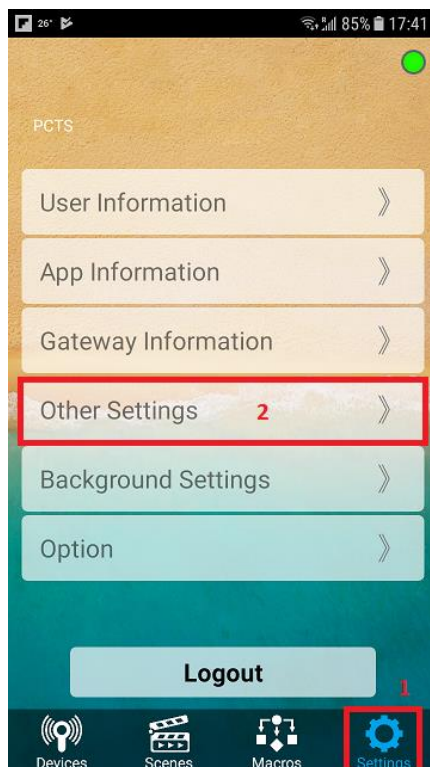 26° 85% 17:41
PCTS
User Information
App Information
Gateway Information
Other Settings 2
Background Settings
Option
Logout
1
Devices Scenes Macros Settings